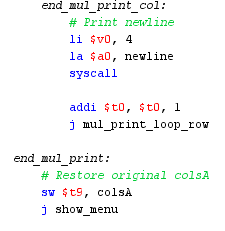 end_mul_print_col:
# Print newline
li $v0, 4
la $a0, newline
syscall
addi $t0, $t0, 1
j mul_print_loop_row
end_mul_print:
# Restore original colsA
sw $t9, colsA
j show_menu